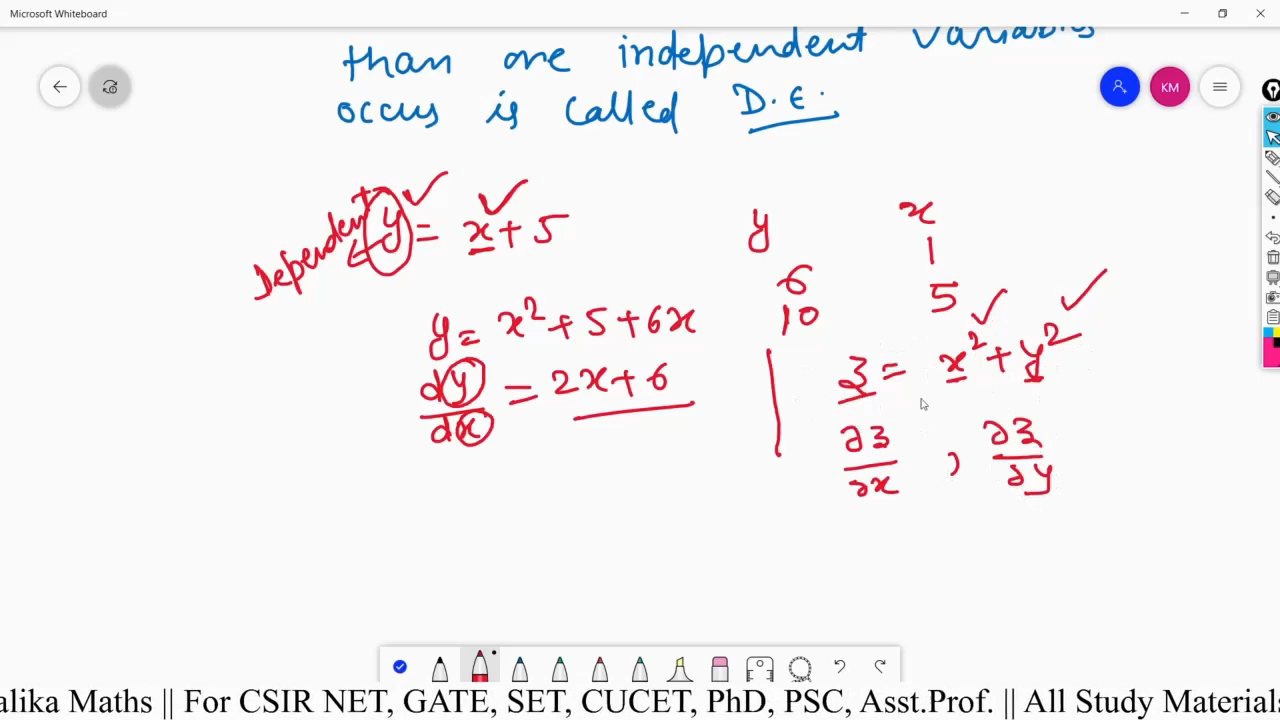 Microsoft Whiteboard
than one independent variables
occus is called D.E.
KM
Dependent y = x + 5
y x
6 1
10 5
y = x² + 5 + 6x
dy/dx = 2x + 6
z = x² + y²
∂z/∂x , ∂z/∂y
alika Maths || For CSIR NET, GATE, SET, CUCET, PhD, PSC, Asst.Prof. || All Study Materials